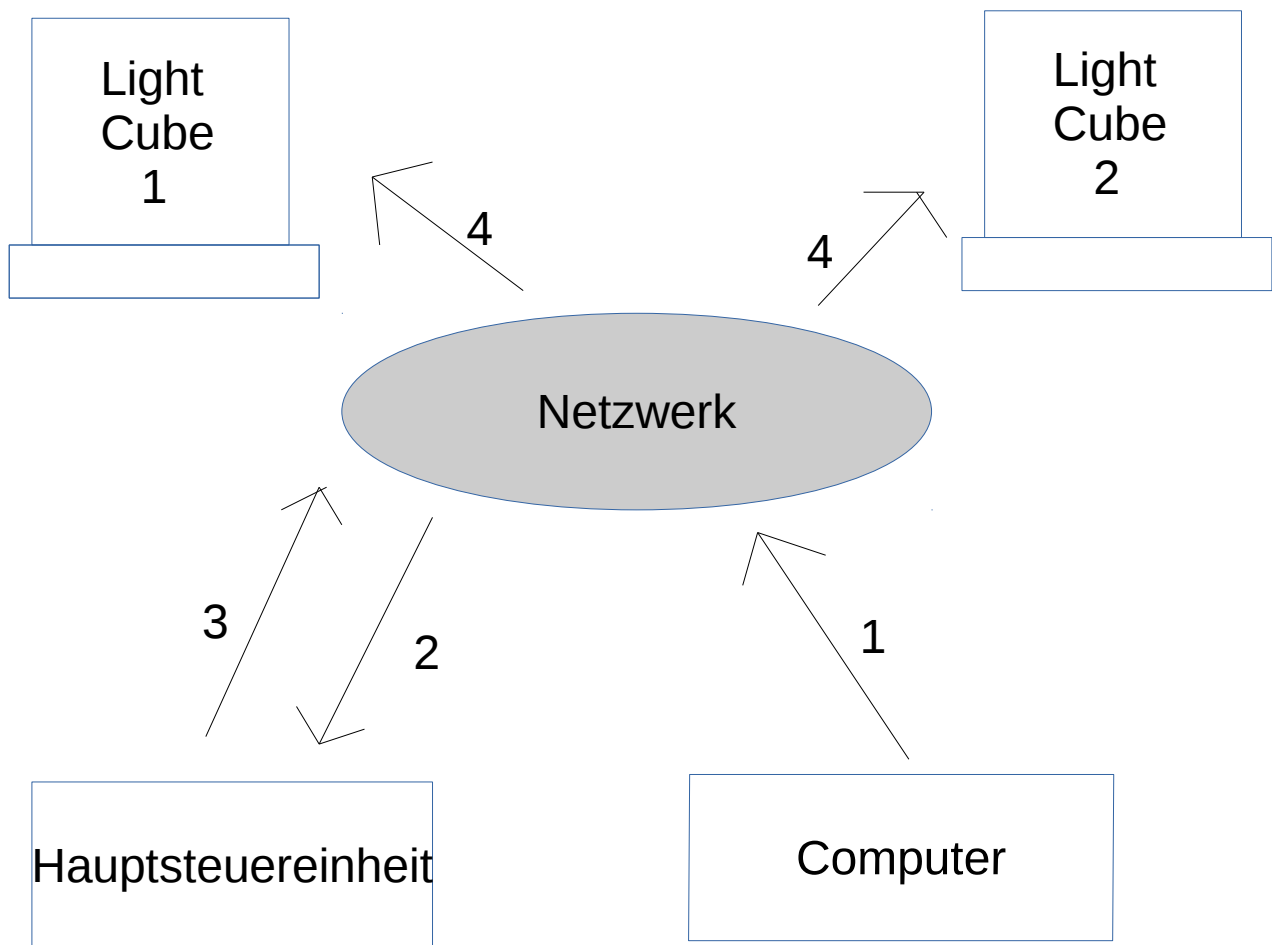 Light
Cube
1
Light
Cube
2
4
4
Netzwerk
3
2
1
Hauptsteuereinheit
Computer